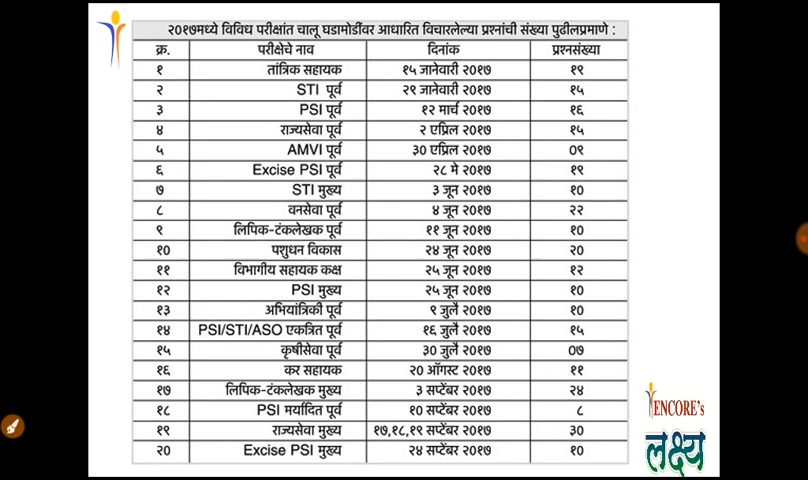 २०१७मध्ये विविध परीक्षांत चालू घडामोडींवर आधारित विचारलेल्या प्रश्नांची संख्या पुढीलप्रमाणे :
क्र. परीक्षेचे नाव दिनांक प्रश्नसंख्या
१ तांत्रिक सहायक १५ जानेवारी २०१७ १९
२ STI पूर्व २९ जानेवारी २०१७ १५
३ PSI पूर्व १२ मार्च २०१७ १६
४ राज्यसेवा पूर्व २ एप्रिल २०१७ १५
५ AMVI पूर्व ३० एप्रिल २०१७ ०९
६ Excise PSI पूर्व २८ मे २०१७ १९
७ STI मुख्य ३ जून २०१७ १०
८ वनसेवा पूर्व ४ जून २०१७ २२
९ लिपिक-टंकलेखक पूर्व ११ जून २०१७ १०
१० पशुधन विकास २४ जून २०१७ २०
११ विभागीय सहायक कक्ष २५ जून २०१७ १२
१२ PSI मुख्य २५ जून २०१७ १०
१३ अभियांत्रिकी पूर्व ९ जुलै २०१७ १०
१४ PSI/STI/ASO एकत्रित पूर्व १६ जुलै २०१७ १५
१५ कृषीसेवा पूर्व ३० जुलै २०१७ ०७
१६ कर सहायक २० ऑगस्ट २०१७ ११
१७ लिपिक-टंकलेखक मुख्य ३ सप्टेंबर २०१७ २४
१८ PSI मर्यादित पूर्व १० सप्टेंबर २०१७ ८
१९ राज्यसेवा मुख्य १७,१८,१९ सप्टेंबर २०१७ ३०
२० Excise PSI मुख्य २४ सप्टेंबर २०१७ १०
ENCORE's
लक्ष्य